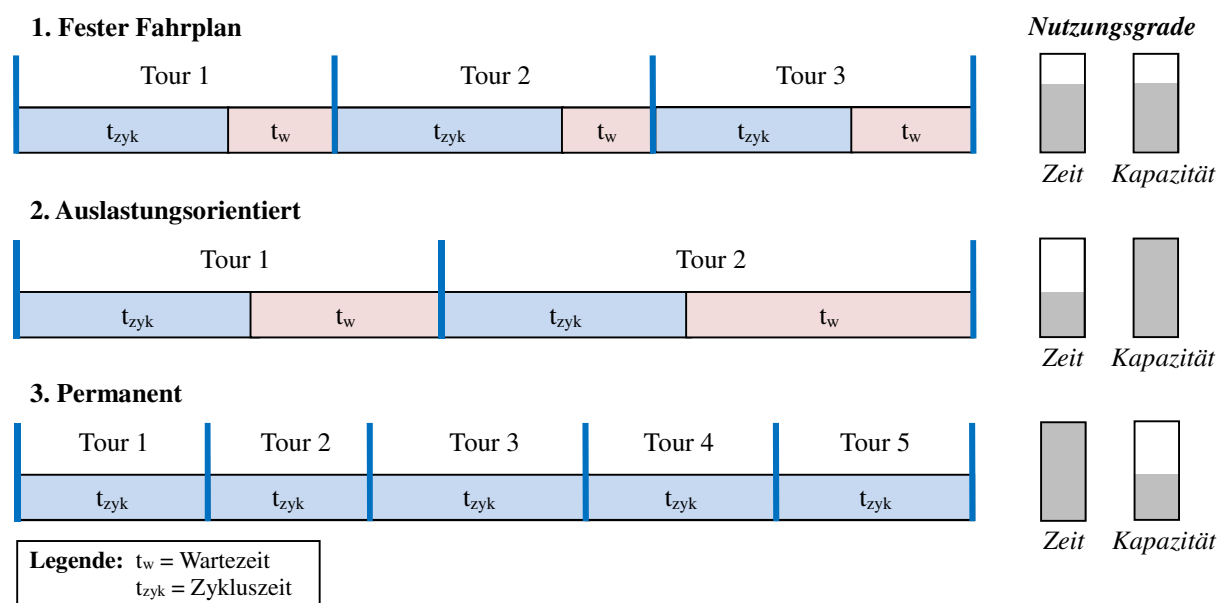 1. Fester Fahrplan
Nutzungsgrade
Tour 1 Tour 2 Tour 3
tzyk tw tzyk tw tzyk tw
Zeit Kapazität
2. Auslastungsorientiert
Tour 1 Tour 2
tzyk tw tzyk tw
Zeit Kapazität
3. Permanent
Tour 1 Tour 2 Tour 3 Tour 4 Tour 5
tzyk tzyk tzyk tzyk tzyk
Zeit Kapazität
Legende: tw = Wartezeit
tzyk = Zykluszeit